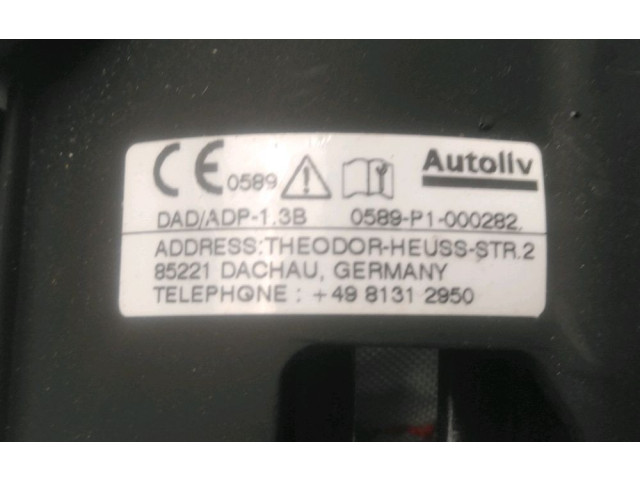 CE 0589 Autoliv
DAD/ADP-1.3B 0589-P1-000282.
ADDRESS:THEODOR-HEUSS-STR.2
85221 DACHAU, GERMANY
TELEPHONE : +49 8131 2950